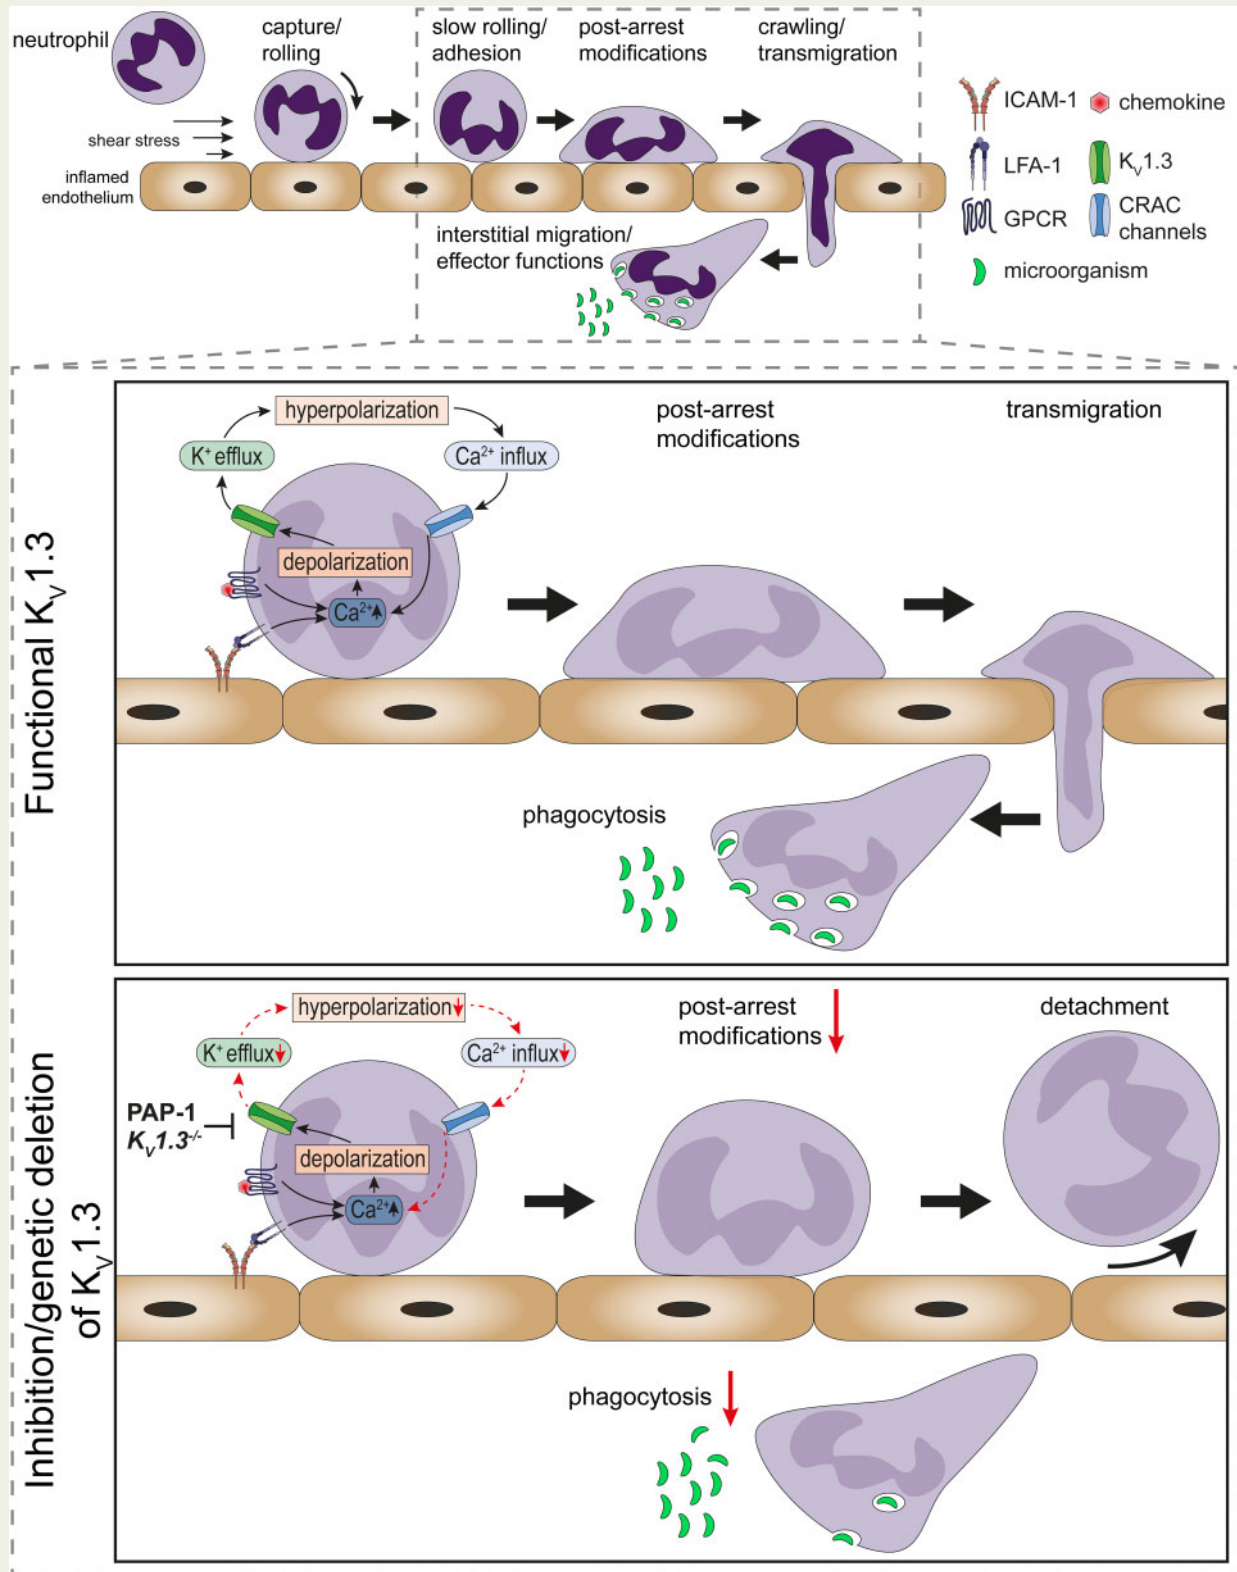 neutrophil
capture/
rolling
slow rolling/
adhesion
post-arrest
modifications
crawling/
transmigration
shear stress
inflamed
endothelium
interstitial migration/
effector functions
ICAM-1
chemokine
LFA-1
Kv1.3
GPCR
CRAC
channels
microorganism
Functional Kv1.3
hyperpolarization
K+ efflux
Ca2+ influx
depolarization
Ca2+
post-arrest
modifications
transmigration
phagocytosis
Inhibition/genetic deletion
of Kv1.3
hyperpolarization
K+ efflux
Ca2+ influx
PAP-1
Kv1.3-/-
depolarization
Ca2+
post-arrest
modifications
detachment
phagocytosis